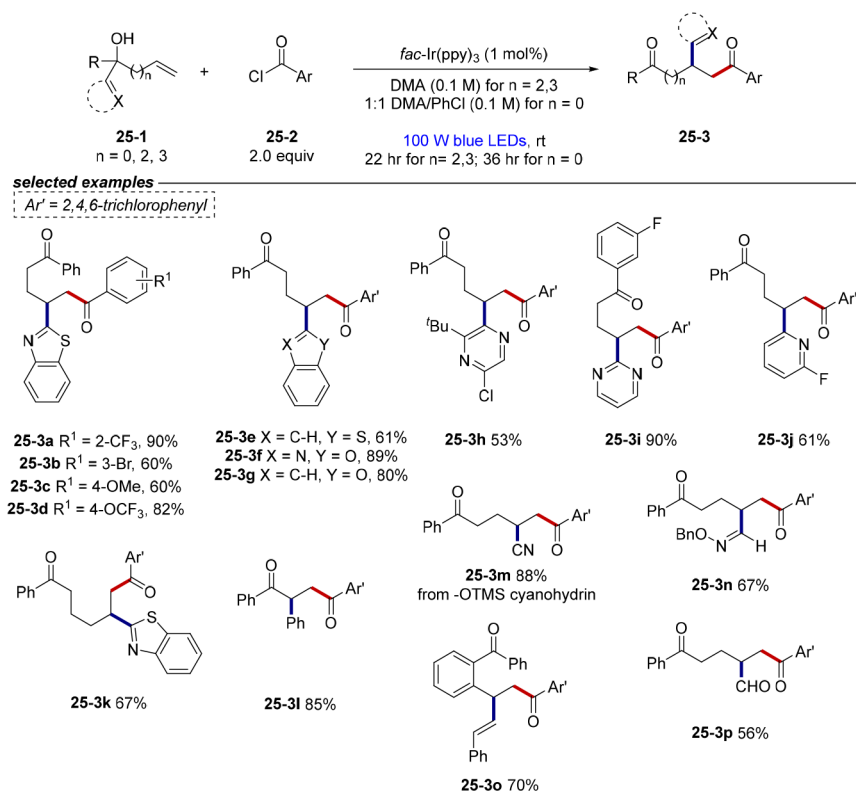 OH
R
n
X
25-1
n = 0, 2, 3
+
O
Cl
Ar
25-2
2.0 equiv
fac-Ir(ppy)₃ (1 mol%)
DMA (0.1 M) for n = 2,3
1:1 DMA/PhCl (0.1 M) for n = 0
100 W blue LEDs, rt
22 hr for n= 2,3; 36 hr for n = 0
O
X
R
n
O
Ar
25-3
selected examples
Ar' = 2,4,6-trichlorophenyl
O
Ph
R¹
O
N
S
25-3a R¹ = 2-CF₃, 90%
25-3b R¹ = 3-Br, 60%
25-3c R¹ = 4-OMe, 60%
25-3d R¹ = 4-OCF₃, 82%
O
Ph
Ar'
O
X
Y
25-3e X = C-H, Y = S, 61%
25-3f X = N, Y = O, 89%
25-3g X = C-H, Y = O, 80%
O
Ph
Ar'
O
ᵗBu
N
N
Cl
25-3h 53%
F
O
Ar'
O
N
N
25-3i 90%
O
Ph
Ar'
O
N
F
25-3j 61%
O
Ph
Ar'
O
S
N
25-3k 67%
O
Ph
Ar'
Ph
O
25-3l 85%
O
Ph
Ar'
CN
O
25-3m 88%
from -OTMS cyanohydrin
O
Ph
Ar'
O
BnO
N
H
25-3n 67%
O
Ph
Ar'
O
Ph
25-3o 70%
O
Ph
Ar'
CHO
O
25-3p 56%